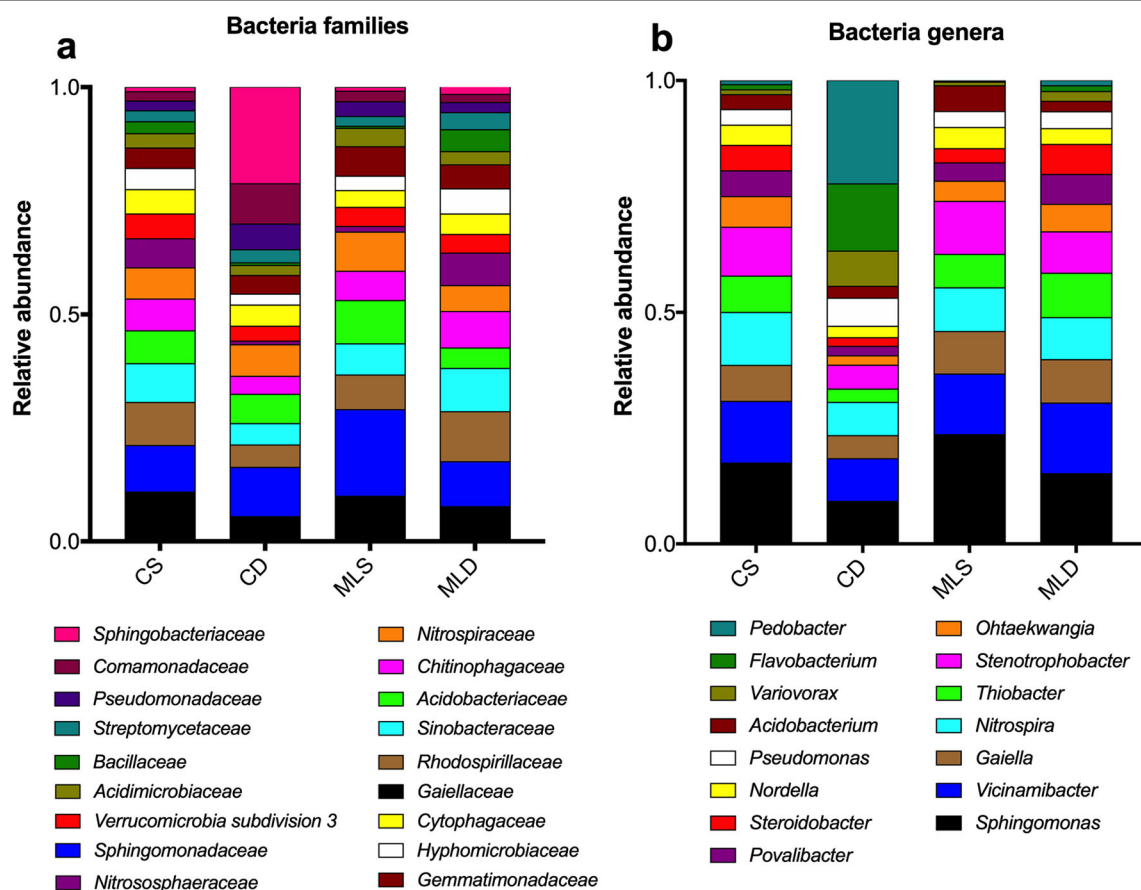 a
Bacteria families
Relative abundance
1.0
0.5
0.0
CS
CD
MLS
MLD
Sphingobacteriaceae
Comamonadaceae
Pseudomonadaceae
Streptomycetaceae
Bacillaceae
Acidimicrobiaceae
Verrucomicrobia subdivision 3
Sphingomonadaceae
Nitrososphaeraceae
Nitrospiraceae
Chitinophagaceae
Acidobacteriaceae
Sinobacteraceae
Rhodospirillaceae
Gaiellaceae
Cytophagaceae
Hyphomicrobiaceae
Gemmatimonadaceae
b
Bacteria genera
Relative abundance
1.0
0.5
0.0
CS
CD
MLS
MLD
Pedobacter
Flavobacterium
Variovorax
Acidobacterium
Pseudomonas
Nordella
Steroidobacter
Povalibacter
Ohtaekwangia
Stenotrophobacter
Thiobacter
Nitrospira
Gaiella
Vicinamibacter
Sphingomonas